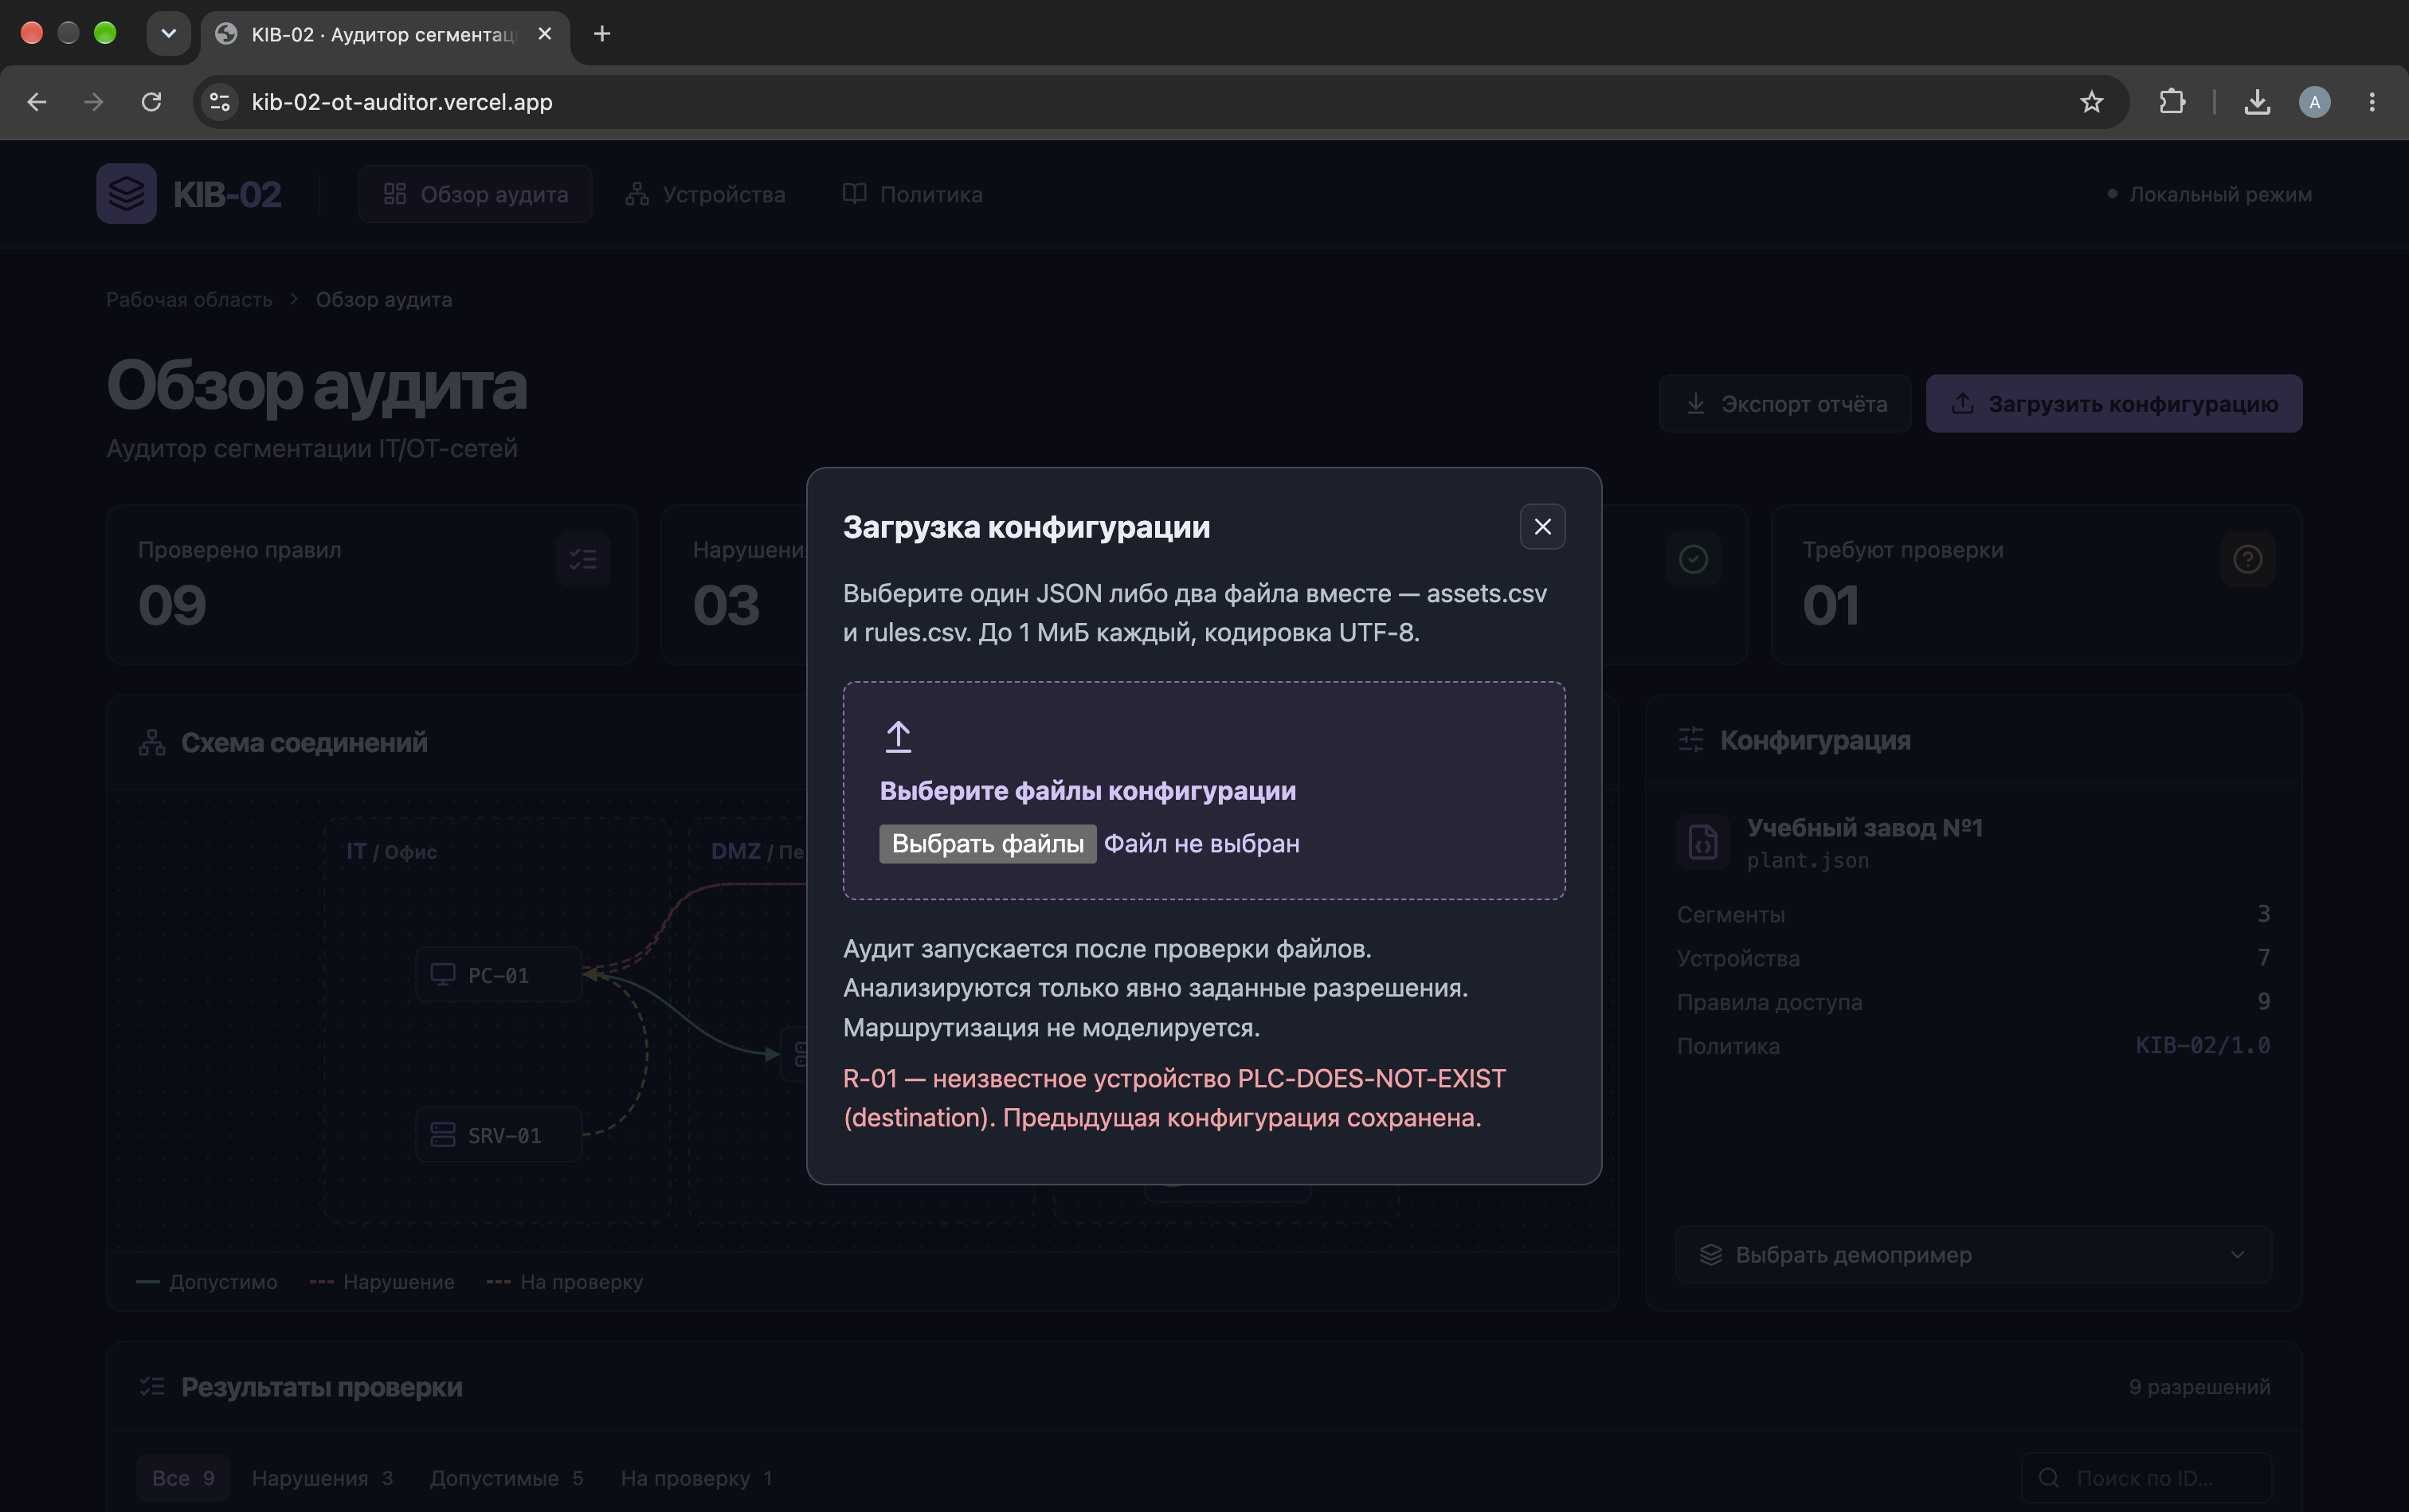 KIB-02 · Аудитор сегментац
kib-02-ot-auditor.vercel.app
A
KIB-02
Обзор аудита
Устройства
Политика
Локальный режим
Рабочая область
Обзор аудита
Обзор аудита
Аудитор сегментации IT/OT-сетей
Экспорт отчёта
Загрузить конфигурацию
Проверено правил
09
Нарушени
03
Требуют проверки
01
Загрузка конфигурации
Выберите один JSON либо два файла вместе — assets.csv
и rules.csv. До 1 МиБ каждый, кодировка UTF-8.
Выберите файлы конфигурации
Выбрать файлы Файл не выбран
Аудит запускается после проверки файлов.
Анализируются только явно заданные разрешения.
Маршрутизация не моделируется.
R-01 — неизвестное устройство PLC-DOES-NOT-EXIST
(destination). Предыдущая конфигурация сохранена.
Схема соединений
IT / Офис
DMZ / Пе
PC-01
SRV-01
Допустимо
Нарушение
На проверку
Конфигурация
Учебный завод №1
plant.json
Сегменты 3
Устройства 7
Правила доступа 9
Политика KIB-02/1.0
Выбрать демопример
Результаты проверки
9 разрешений
Все 9
Нарушения 3
Допустимые 5
На проверку 1
Поиск по ID...